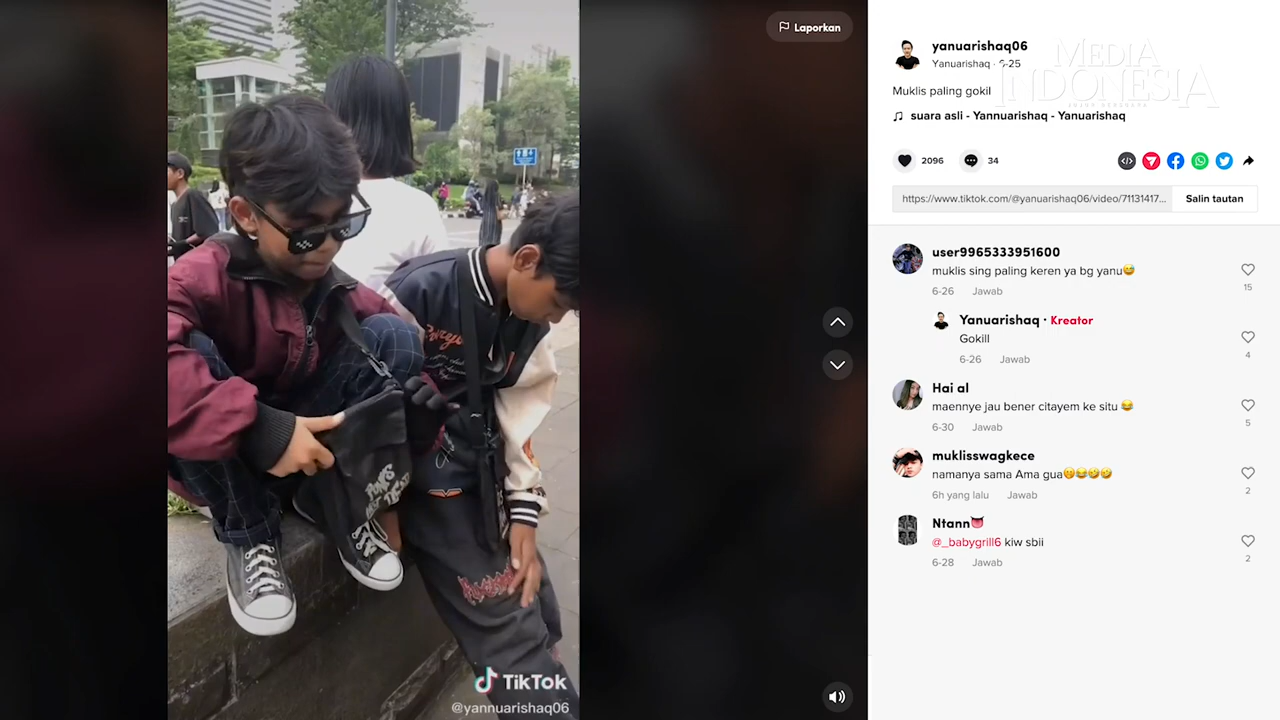 Laporkan
TikTok
@yannuarishaq06
yanuarishaq06
Yanuarishaq · 6-25
Muklis paling gokil
suara asli - Yannuarishaq - Yanuarishaq
MEDIA
INDONESIA
2096
34
https://www.tiktok.com/@yanuarishaq06/video/71131417...
Salin tautan
user9965333951600
muklis sing paling keren ya bg yanu😅
6-26 Jawab
15
Yanuarishaq · Kreator
Gokill
6-26 Jawab
4
Hai al
maennye jau bener citayem ke situ 😂
6-30 Jawab
5
muklisswagkece
namanya sama Ama gua🤭😂🤣🤣
6h yang lalu Jawab
2
Ntann👅
@_babygrill6 kiw sbii
6-28 Jawab
2